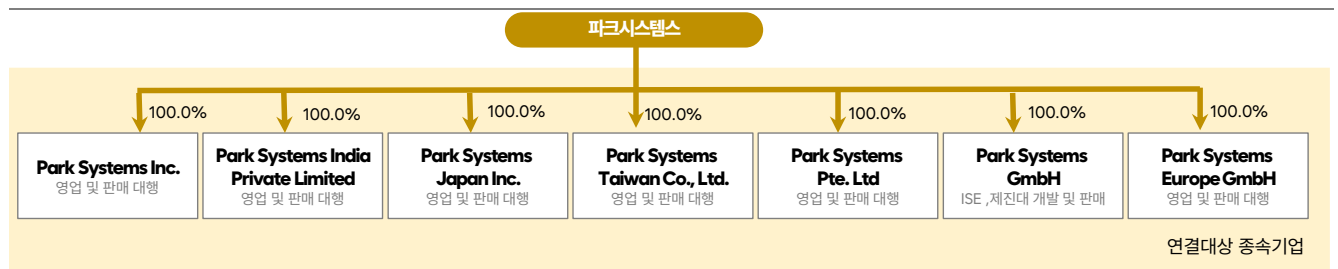 파크시스템스
100.0%
100.0%
100.0%
100.0%
100.0%
100.0%
100.0%
Park Systems Inc.
영업 및 판매 대행
Park Systems India
Private Limited
영업 및 판매 대행
Park Systems
Japan Inc.
영업 및 판매 대행
Park Systems
Taiwan Co., Ltd.
영업 및 판매 대행
Park Systems
Pte. Ltd
영업 및 판매 대행
Park Systems
GmbH
ISE ,제진대 개발 및 판매
Park Systems
Europe GmbH
영업 및 판매 대행
연결대상 종속기업